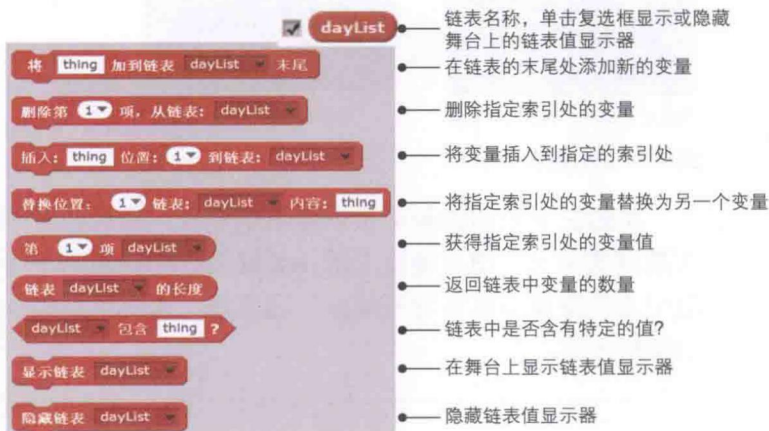 dayList
链表名称，单击复选框显示或隐藏
舞台上的链表值显示器
将 thing 加到链表 dayList 末尾
在链表的末尾处添加新的变量
删除第 1 项，从链表: dayList
删除指定索引处的变量
插入: thing 位置: 1 到链表: dayList
将变量插入到指定的索引处
替换位置: 1 链表: dayList 内容: thing
将指定索引处的变量替换为另一个变量
第 1 项 dayList
获得指定索引处的变量值
链表 dayList 的长度
返回链表中变量的数量
dayList 包含 thing ?
链表中是否含有特定的值?
显示链表 dayList
在舞台上显示链表值显示器
隐藏链表 dayList
隐藏链表值显示器